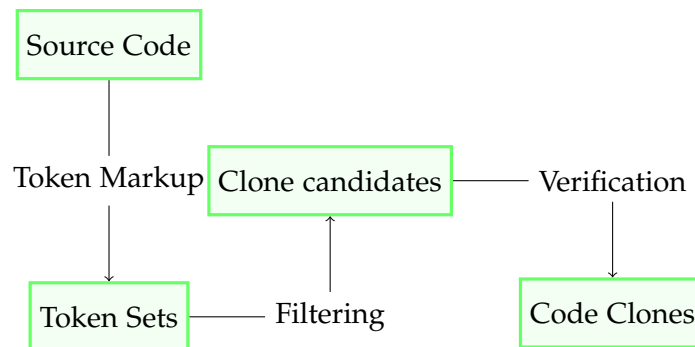 Source Code
Token Markup
Clone candidates
Verification
Token Sets
Filtering
Code Clones